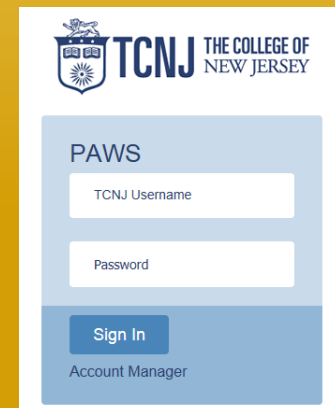 TCNJ THE COLLEGE OF
NEW JERSEY
PAWS
TCNJ Username
Password
Sign In
Account Manager